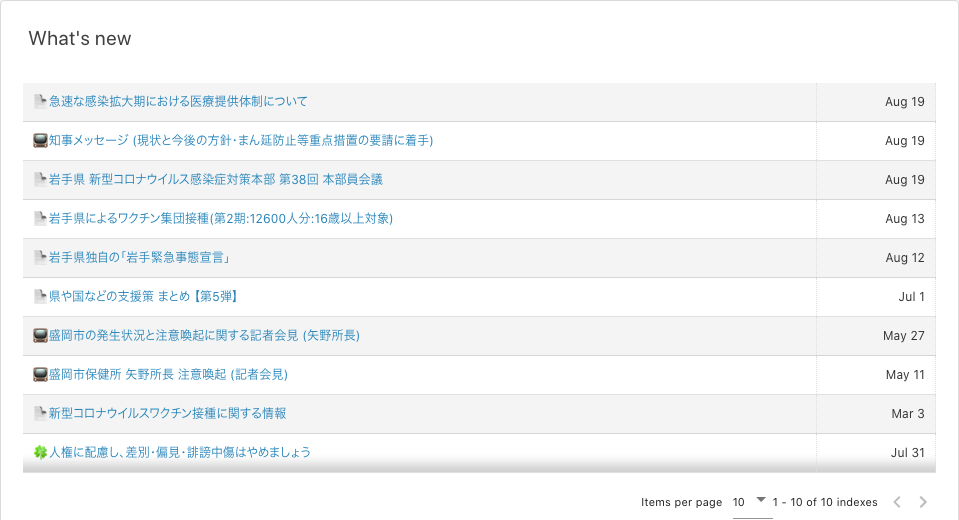 What's new
急速な感染拡大期における医療提供体制について Aug 19
知事メッセージ (現状と今後の方針・まん延防止等重点措置の要請に着手) Aug 19
岩手県 新型コロナウイルス感染症対策本部 第38回 本部員会議 Aug 19
岩手県によるワクチン集団接種(第2期:12600人分:16歳以上対象) Aug 13
岩手県独自の「岩手緊急事態宣言」 Aug 12
県や国などの支援策 まとめ 【第5弾】 Jul 1
盛岡市の発生状況と注意喚起に関する記者会見 (矢野所長) May 27
盛岡市保健所 矢野所長 注意喚起 (記者会見) May 11
新型コロナウイルスワクチン接種に関する情報 Mar 3
人権に配慮し、差別・偏見・誹謗中傷はやめましょう Jul 31
Items per page 10 1 - 10 of 10 indexes